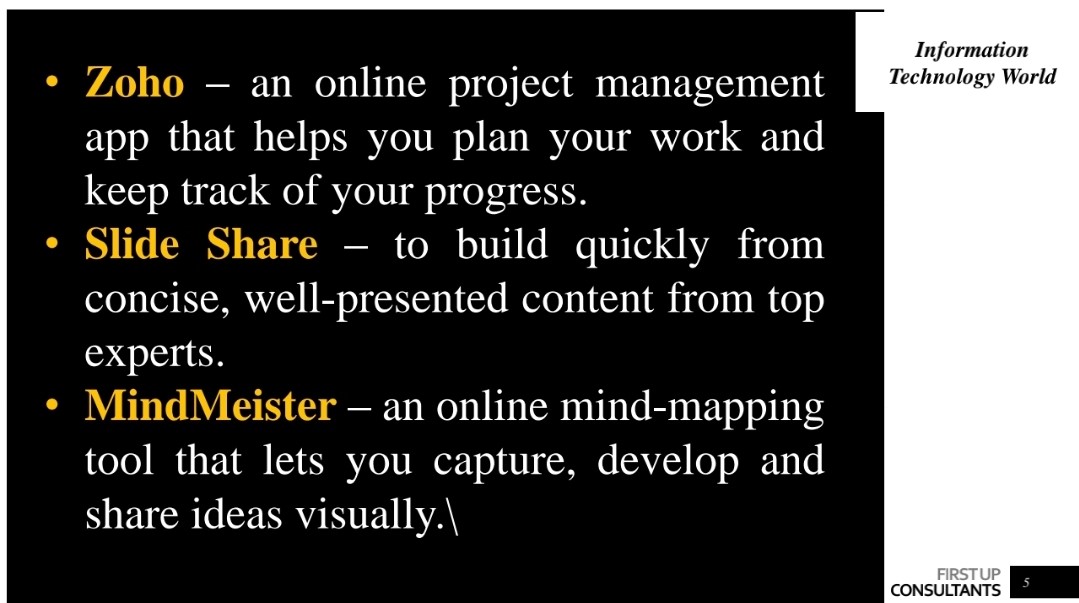 • Zoho – an online project management
app that helps you plan your work and
keep track of your progress.
• Slide Share – to build quickly from
concise, well-presented content from top
experts.
• MindMeister – an online mind-mapping
tool that lets you capture, develop and
share ideas visually.\
Information
Technology World
FIRST UP
CONSULTANTS
5